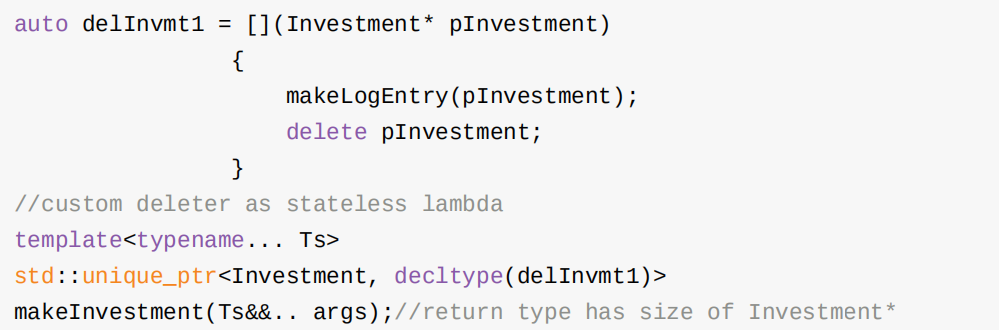 auto delInvmt1 = [](Investment* pInvestment)
{
makeLogEntry(pInvestment);
delete pInvestment;
}
//custom deleter as stateless lambda
template<typename... Ts>
std::unique_ptr<Investment, decltype(delInvmt1)>
makeInvestment(Ts&&.. args);//return type has size of Investment*